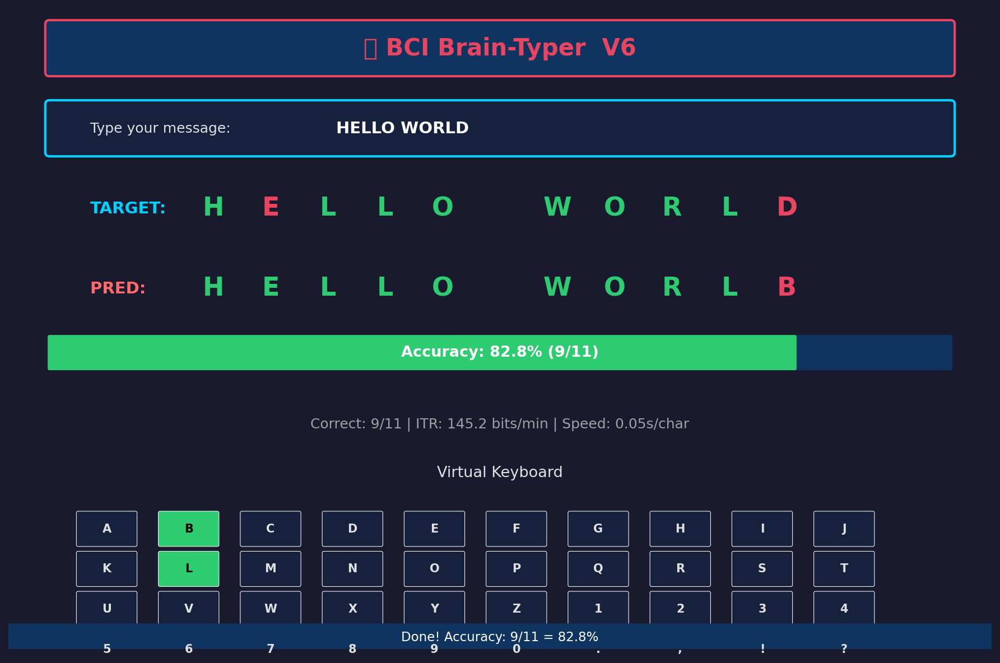 BCI Brain-Typer V6
Type your message: HELLO WORLD
TARGET: H E L L O W O R L D
PRED: H E L L O W O R L B
Accuracy: 82.8% (9/11)
Correct: 9/11 | ITR: 145.2 bits/min | Speed: 0.05s/char
Virtual Keyboard
A B C D E F G H I J
K L M N O P Q R S T
U V W X Y Z 1 2 3 4
Done! Accuracy: 9/11 = 82.8%
5 6 7 8 9 0 . , ! ?